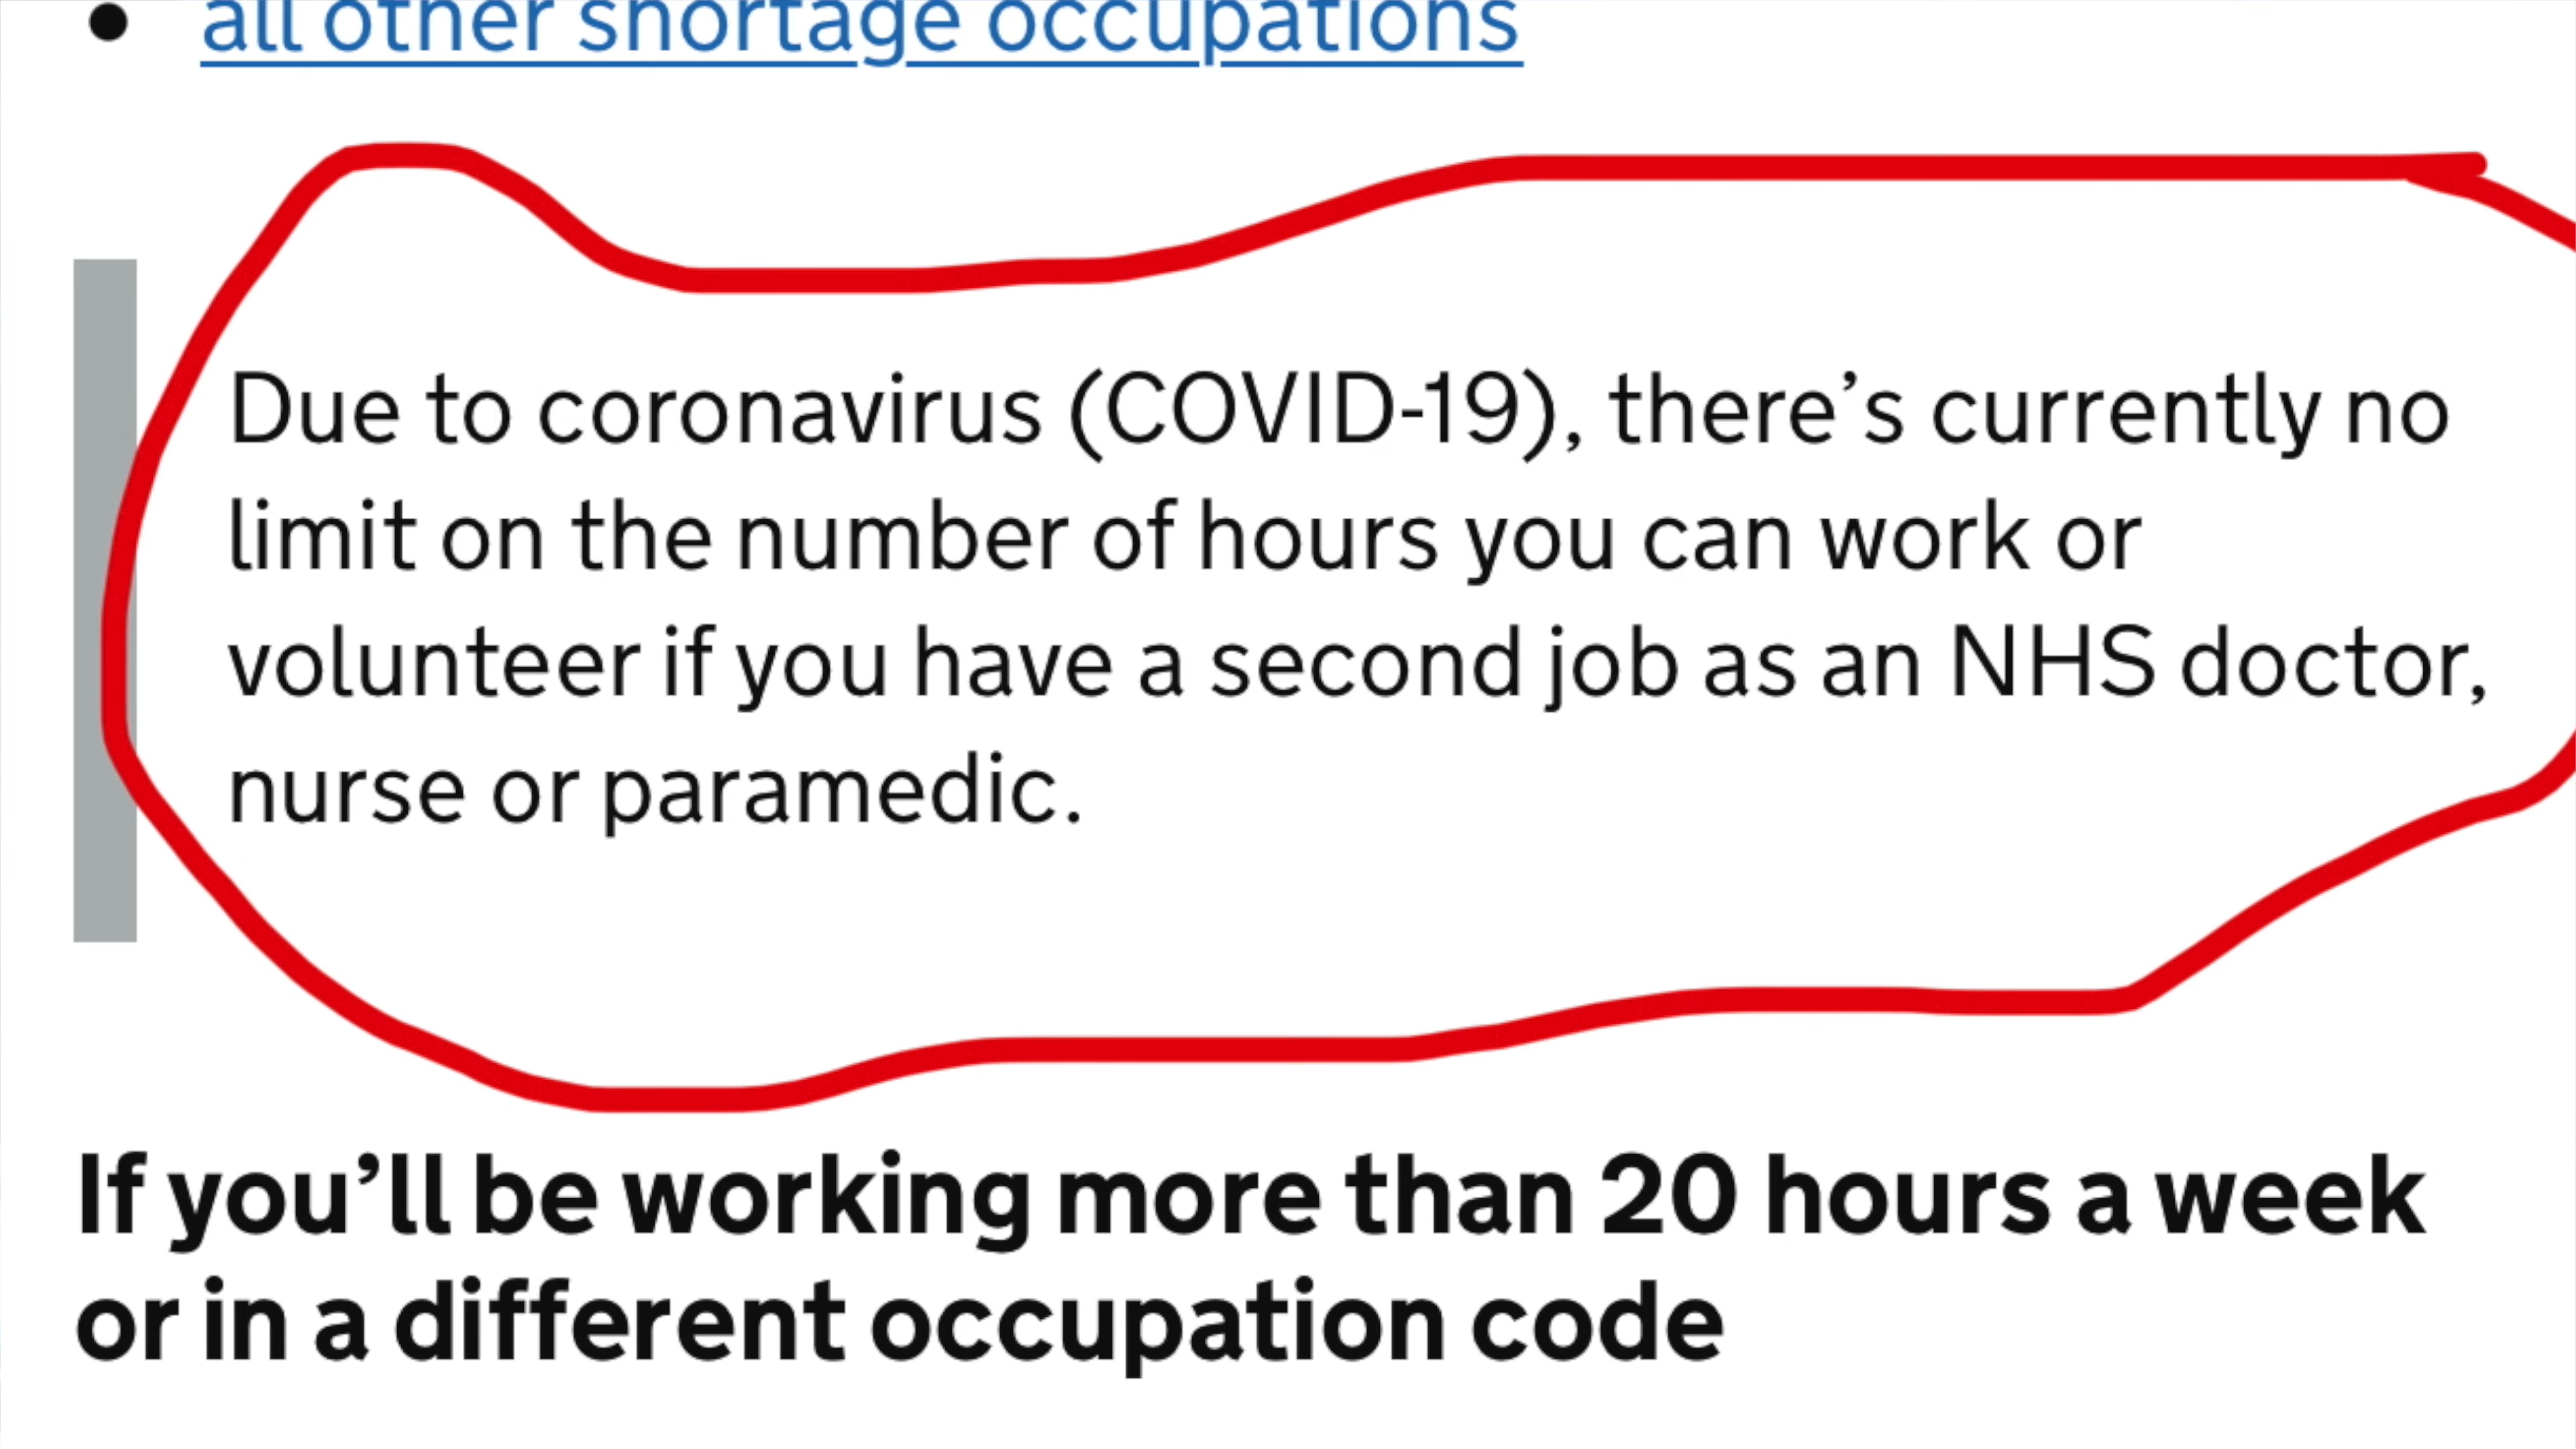 all other shortage occupations
Due to coronavirus (COVID-19), there’s currently no
limit on the number of hours you can work or
volunteer if you have a second job as an NHS doctor,
nurse or paramedic.
If you’ll be working more than 20 hours a week
or in a different occupation code